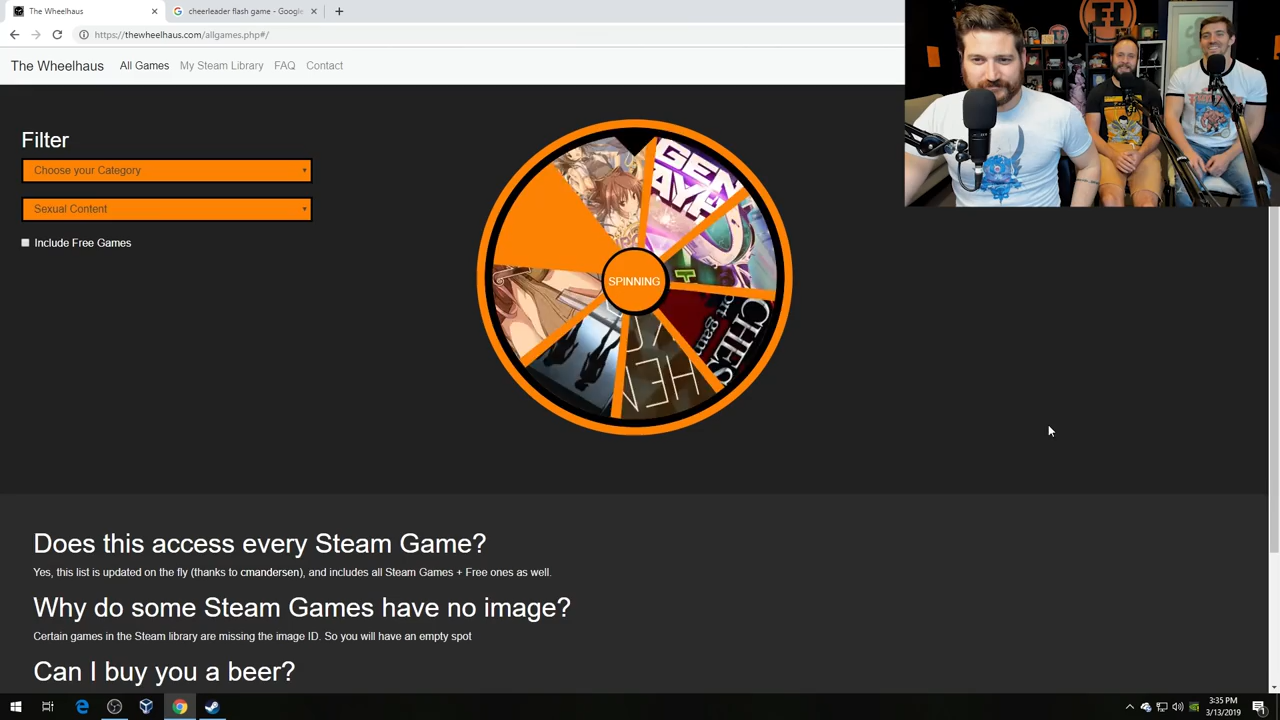 The Wheelhaus
cheerleader flash game - Google
https://thewheelhaus.com/allgames.php#/
The Wheelhaus All Games My Steam Library FAQ Contact
Filter
Choose your Category
Sexual Content
Include Free Games
GEN
SPINNING
CHES
HEN
Does this access every Steam Game?
Yes, this list is updated on the fly (thanks to cmandersen), and includes all Steam Games + Free ones as well.
Why do some Steam Games have no image?
Certain games in the Steam library are missing the image ID. So you will have an empty spot
Can I buy you a beer?
3:35 PM
3/13/2019